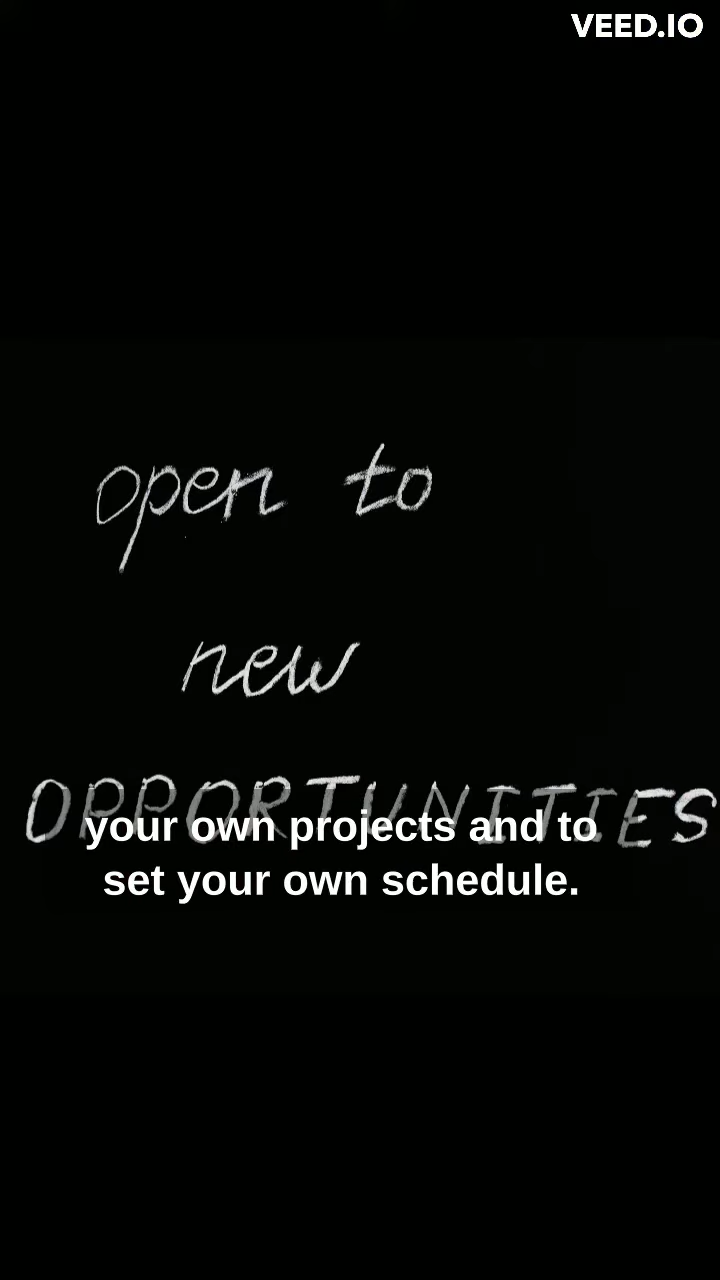 VEED.IO
open to
new
OPPORTUNITIES
your own projects and to
set your own schedule.